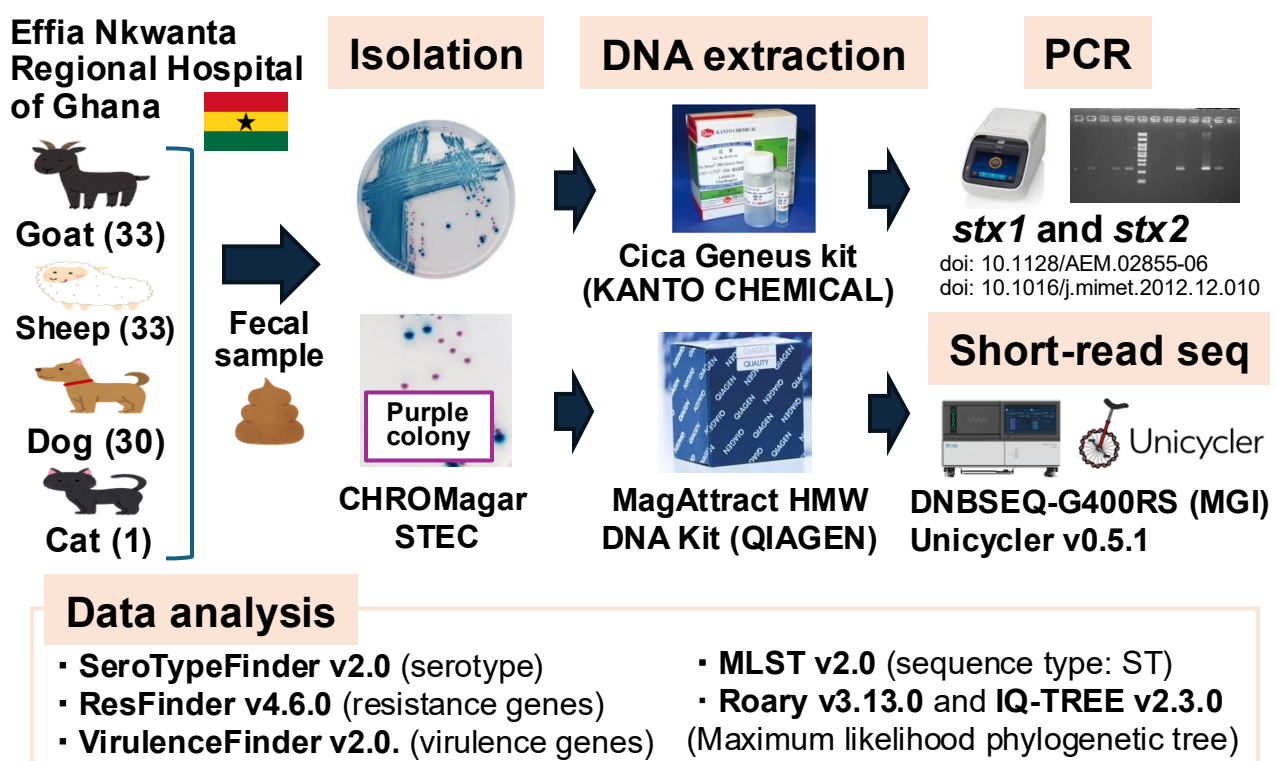 Effia Nkwanta
Regional Hospital
of Ghana
Goat (33)
Sheep (33)
Dog (30)
Cat (1)
Fecal
sample
Isolation
Purple
colony
CHROMagar
STEC
DNA extraction
KANTO CHEMICAL
Cica Geneus kit
(KANTO CHEMICAL)
QIAGEN
QUALITY
MagAttract HMW
DNA Kit (QIAGEN)
PCR
stx1 and stx2
doi: 10.1128/AEM.02855-06
doi: 10.1016/j.mimet.2012.12.010
Short-read seq
Unicycler
DNBSEQ-G400RS (MGI)
Unicycler v0.5.1
Data analysis
・SeroTypeFinder v2.0 (serotype)
・ResFinder v4.6.0 (resistance genes)
・VirulenceFinder v2.0. (virulence genes)
・MLST v2.0 (sequence type: ST)
・Roary v3.13.0 and IQ-TREE v2.3.0
(Maximum likelihood phylogenetic tree)